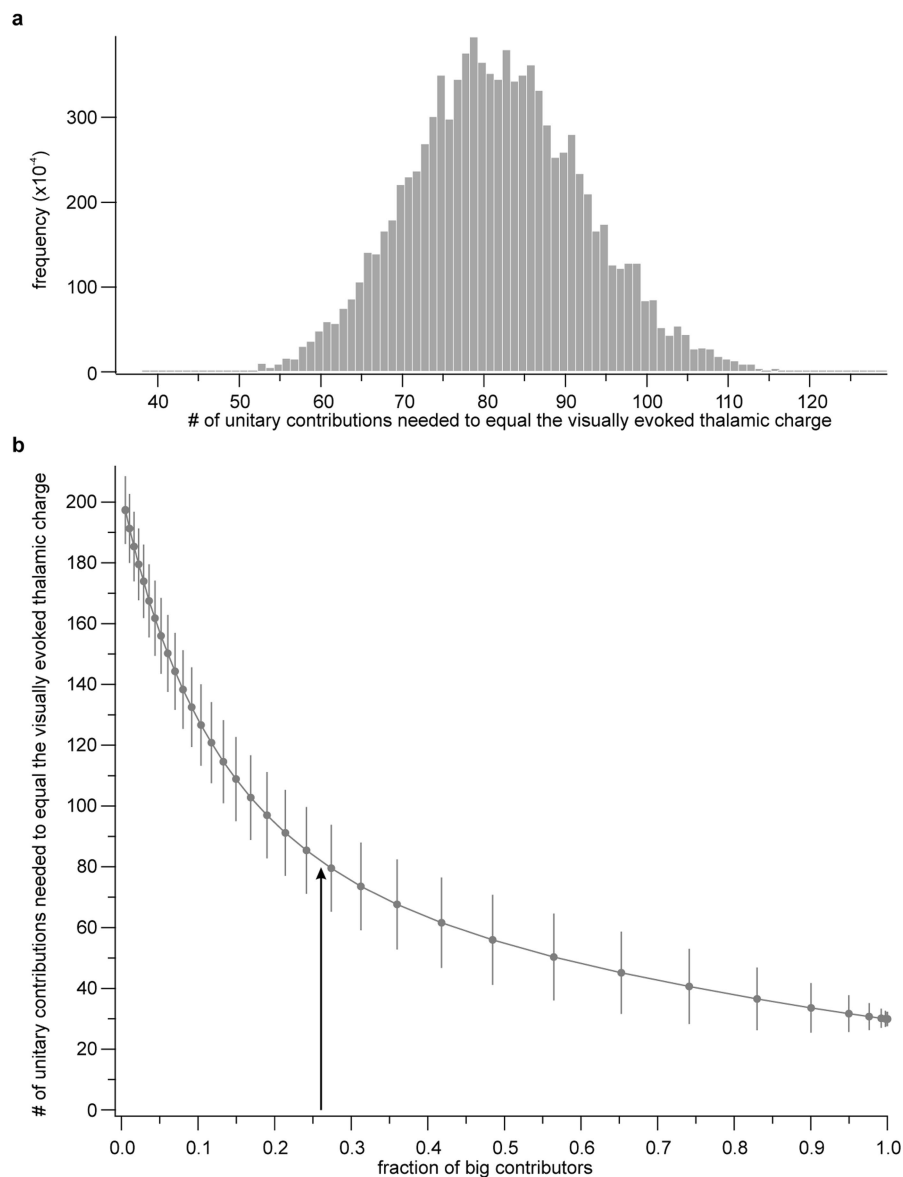 a
frequency (x10⁻⁴)
300
200
100
0
40 50 60 70 80 90 100 110 120
# of unitary contributions needed to equal the visually evoked thalamic charge
b
# of unitary contributions needed to equal the visually evoked thalamic charge
200
180
160
140
120
100
80
60
40
20
0
0.0 0.1 0.2 0.3 0.4 0.5 0.6 0.7 0.8 0.9 1.0
fraction of big contributors